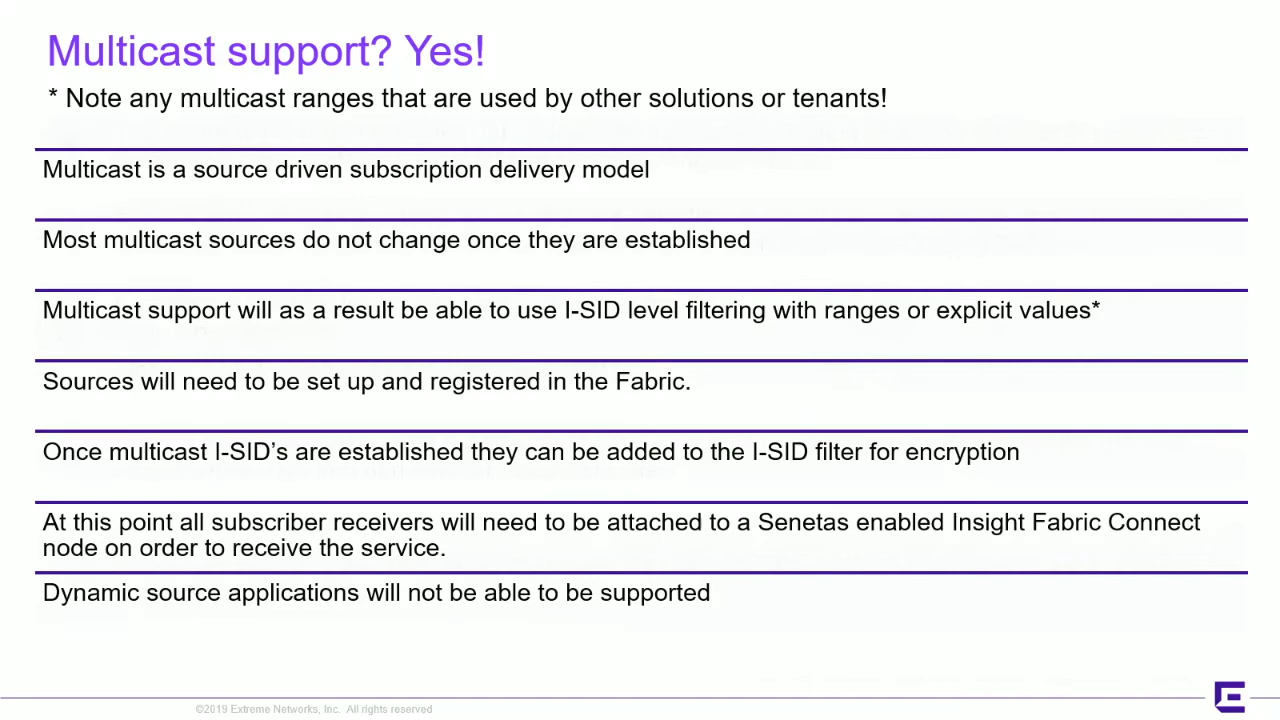 Multicast support? Yes!
* Note any multicast ranges that are used by other solutions or tenants!
Multicast is a source driven subscription delivery model
Most multicast sources do not change once they are established
Multicast support will as a result be able to use I-SID level filtering with ranges or explicit values*
Sources will need to be set up and registered in the Fabric.
Once multicast I-SID’s are established they can be added to the I-SID filter for encryption
At this point all subscriber receivers will need to be attached to a Senetas enabled Insight Fabric Connect
node on order to receive the service.
Dynamic source applications will not be able to be supported
©2019 Extreme Networks, Inc. All rights reserved